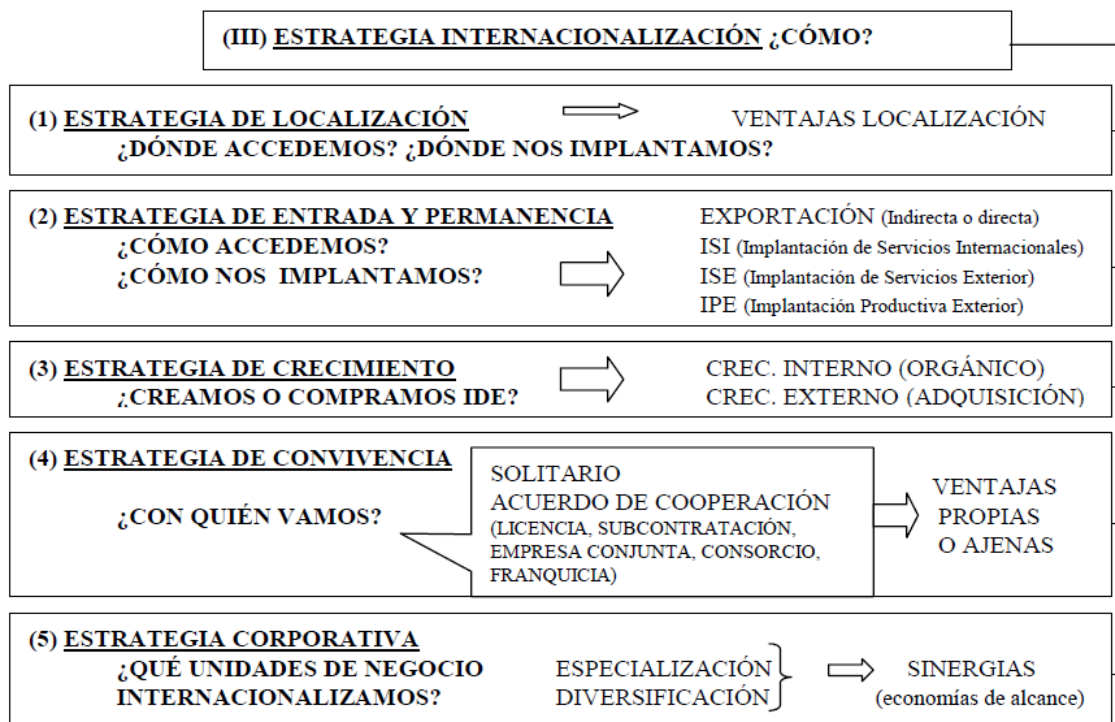 (III) ESTRATEGIA INTERNACIONALIZACIÓN ¿CÓMO?
(1) ESTRATEGIA DE LOCALIZACIÓN VENTAJAS LOCALIZACIÓN
¿DÓNDE ACCEDEMOS? ¿DÓNDE NOS IMPLANTAMOS?
(2) ESTRATEGIA DE ENTRADA Y PERMANENCIA EXPORTACIÓN (Indirecta o directa)
¿CÓMO ACCEDEMOS? ISI (Implantación de Servicios Internacionales)
¿CÓMO NOS IMPLANTAMOS? ISE (Implantación de Servicios Exterior)
IPE (Implantación Productiva Exterior)
(3) ESTRATEGIA DE CRECIMIENTO CREC. INTERNO (ORGÁNICO)
¿CREAMOS O COMPRAMOS IDE? CREC. EXTERNO (ADQUISICIÓN)
(4) ESTRATEGIA DE CONVIVENCIA
¿CON QUIÉN VAMOS?
SOLITARIO
ACUERDO DE COOPERACIÓN
(LICENCIA, SUBCONTRATACIÓN,
EMPRESA CONJUNTA, CONSORCIO,
FRANQUICIA)
VENTAJAS
PROPIAS
O AJENAS
(5) ESTRATEGIA CORPORATIVA
¿QUÉ UNIDADES DE NEGOCIO ESPECIALIZACIÓN SINERGIAS
INTERNACIONALIZAMOS? DIVERSIFICACIÓN (economías de alcance)